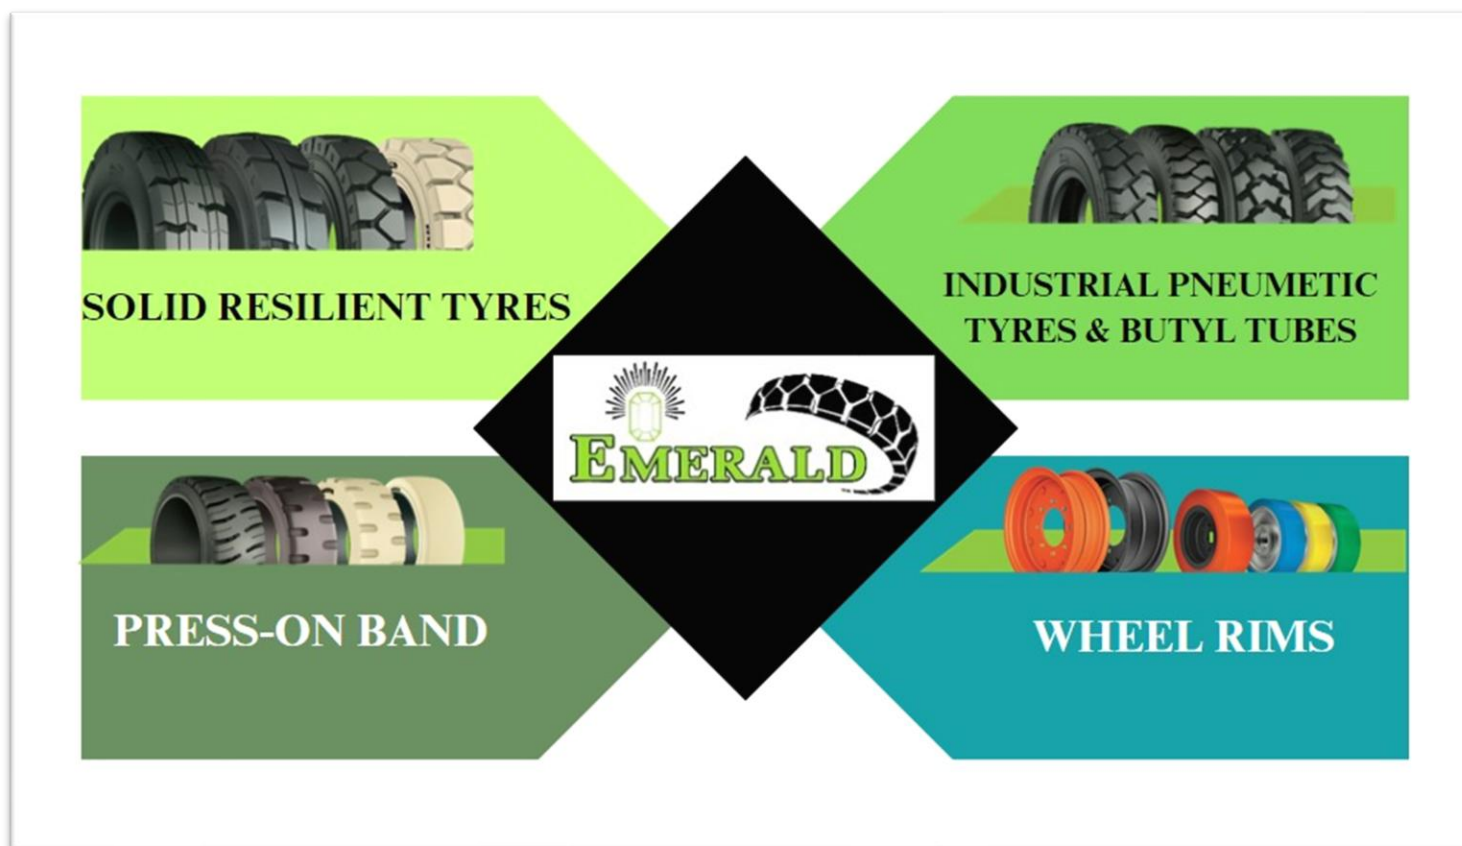 SOLID RESILIENT TYRES
INDUSTRIAL PNEUMETIC
TYRES & BUTYL TUBES
EMERALD
PRESS-ON BAND
WHEEL RIMS